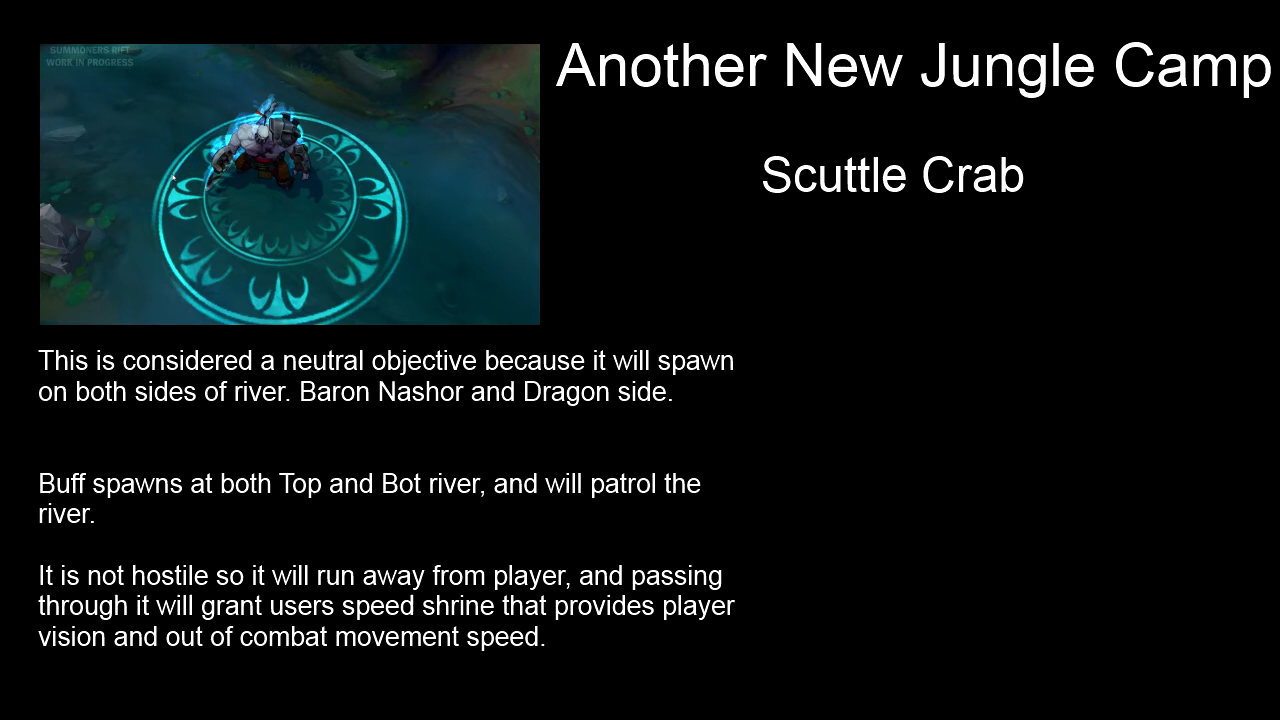 SUMMONERS RIFT
WORK IN PROGRESS
Another New Jungle Camp
Scuttle Crab
This is considered a neutral objective because it will spawn
on both sides of river. Baron Nashor and Dragon side.
Buff spawns at both Top and Bot river, and will patrol the
river.
It is not hostile so it will run away from player, and passing
through it will grant users speed shrine that provides player
vision and out of combat movement speed.